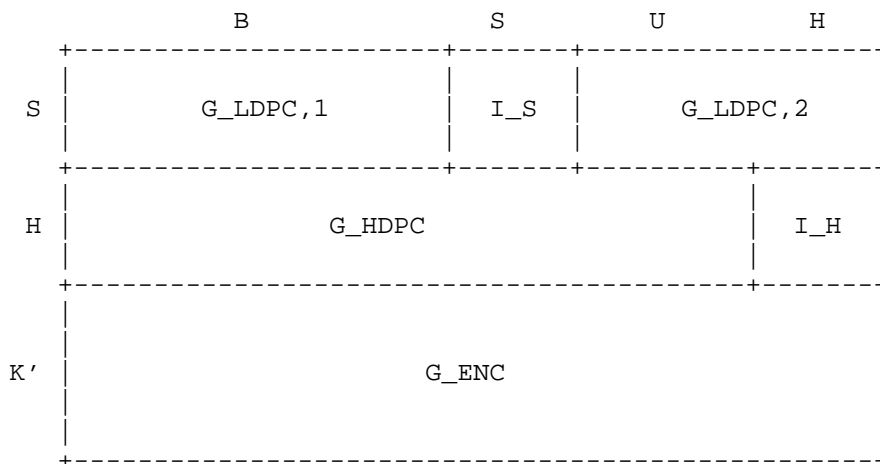 B S U H
S G_LDPC,1 I_S G_LDPC,2
H G_HDPC I_H
K' G_ENC